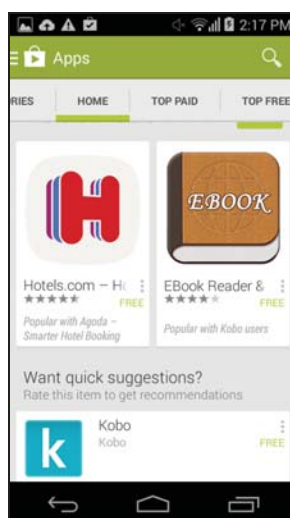 2:17 PM
Apps
RIES HOME TOP PAID TOP FREE
H
EBOOK
Hotels.com – Ho
EBook Reader &
FREE
FREE
Popular with Agoda –
Smarter Hotel Booking
Popular with Kobo users
Want quick suggestions?
Rate this item to get recommendations
k
Kobo
Kobo
FREE